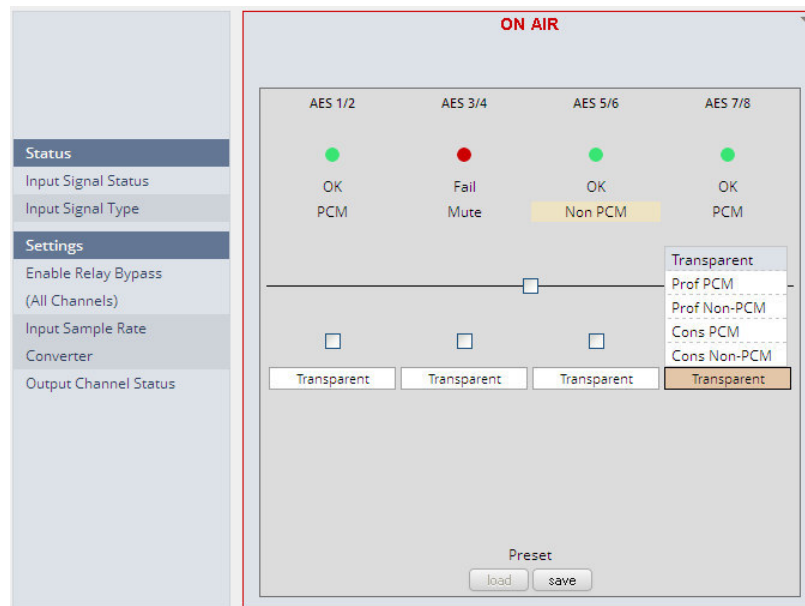 ON AIR
AES 1/2 AES 3/4 AES 5/6 AES 7/8
Status
Input Signal Status OK Fail OK OK
Input Signal Type PCM Mute Non PCM PCM
Settings
Enable Relay Bypass
(All Channels)
Input Sample Rate
Converter
Output Channel Status Transparent Transparent Transparent Transparent
Transparent
Prof PCM
Prof Non-PCM
Cons PCM
Cons Non-PCM
Preset
load save